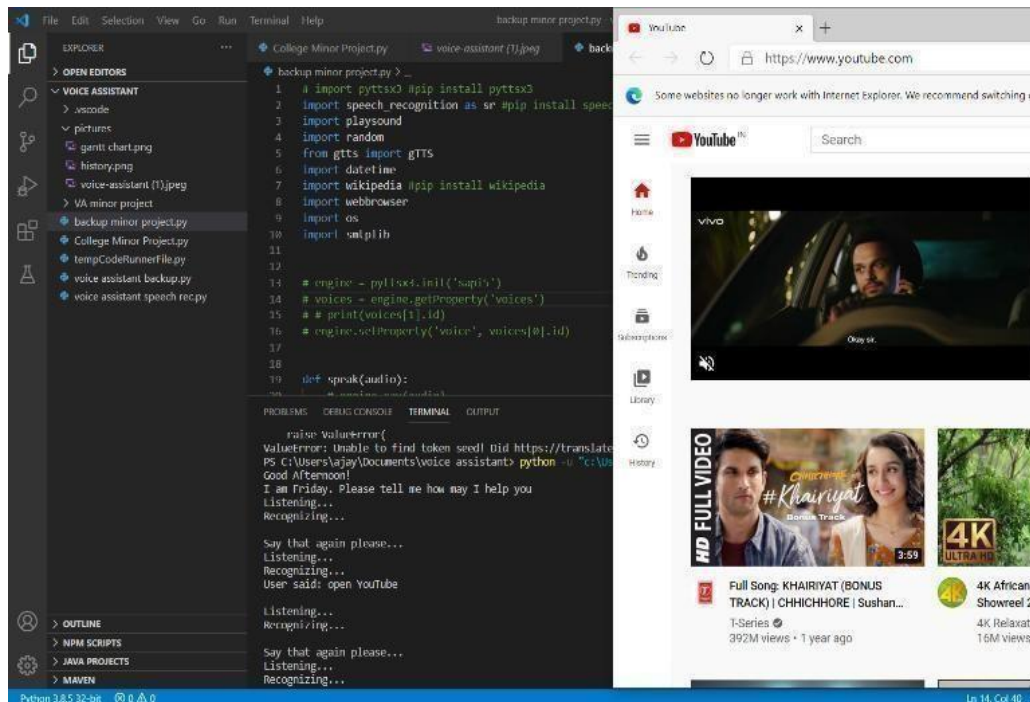 File Edit Selection View Go Run Terminal Help
backup minor project.py -
EXPLORER
College Minor Project.py
voice-assistant (1).jpeg
back
> OPEN EDITORS
VOICE ASSISTANT
> .vscode
pictures
gantt chart.png
history.png
voice-assistant (1).jpeg
> VA minor project
backup minor project.py
College Minor Project.py
tempCodeRunnerFile.py
voice assistant backup.py
voice assistant speech rec.py
> OUTLINE
> NPM SCRIPTS
> JAVA PROJECTS
> MAVEN
backup minor project.py > ...
1 # import pyttsx3 #pip install pyttsx3
2 import speech_recognition as sr #pip install speec
3 import playsound
4 import random
5 from gtts import gTTS
6 import datetime
7 import wikipedia #pip install wikipedia
8 import webbrowser
9 import os
10 import smtplib
11
12
13 # engine = pyttsx3.init('sapi5')
14 # voices = engine.getProperty('voices')
15 # # print(voices[1].id)
16 # engine.setProperty('voice', voices[0].id)
17
18
19 def speak(audio):
20 # engine.say(audio)
PROBLEMS DEBUG CONSOLE TERMINAL OUTPUT
raise ValueError(
ValueError: Unable to find token seed! Did https://translate
PS C:\Users\ajay\Documents\voice assistant> python -u "c:\Us
Good Afternoon!
I am Friday. Please tell me how may I help you
Listening...
Recognizing...
Say that again please...
Listening...
Recognizing...
User said: open YouTube
Listening...
Recognizing...
Say that again please...
Listening...
Recognizing...
Python 3.8.5 32-bit 0 0 0
Ln 14, Col 40
YouTube
https://www.youtube.com
Some websites no longer work with Internet Explorer. We recommend switching
YouTube IN
Search
Home
Trending
Subscriptions
Library
History
vivo
Okay sir.
HD FULL VIDEO
CHHICHHORE
#Khairiyat
Bonus Track
3:59
4K
ULTRA HD
Full Song: KHAIRIYAT (BONUS
TRACK) | CHHICHHORE | Sushan...
T-Series
392M views • 1 year ago
4K
4K African
Showreel 2
4K Relaxat
16M views